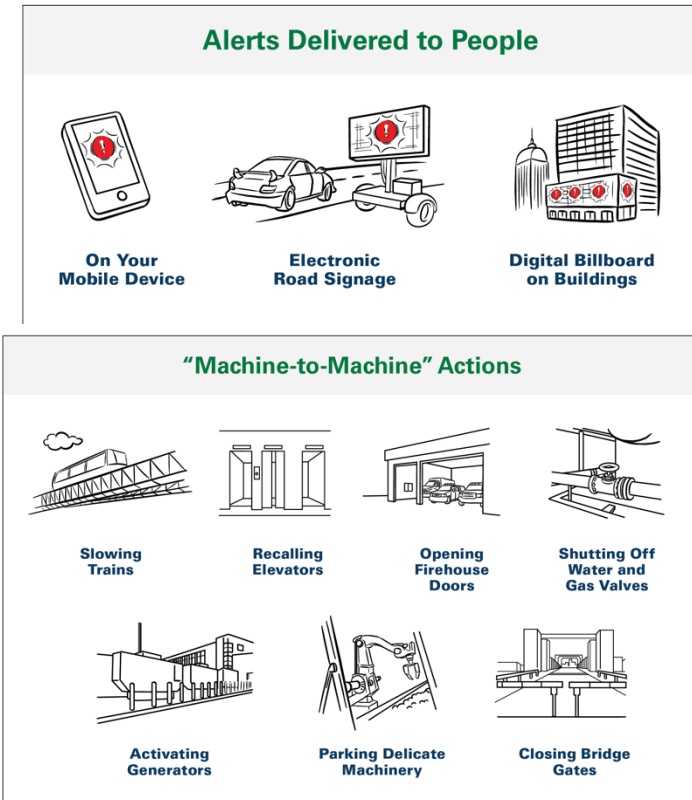 Alerts Delivered to People
On Your
Mobile Device
Electronic
Road Signage
Digital Billboard
on Buildings
“Machine-to-Machine” Actions
Slowing
Trains
Recalling
Elevators
Opening
Firehouse
Doors
Shutting Off
Water and
Gas Valves
Activating
Generators
Parking Delicate
Machinery
Closing Bridge
Gates